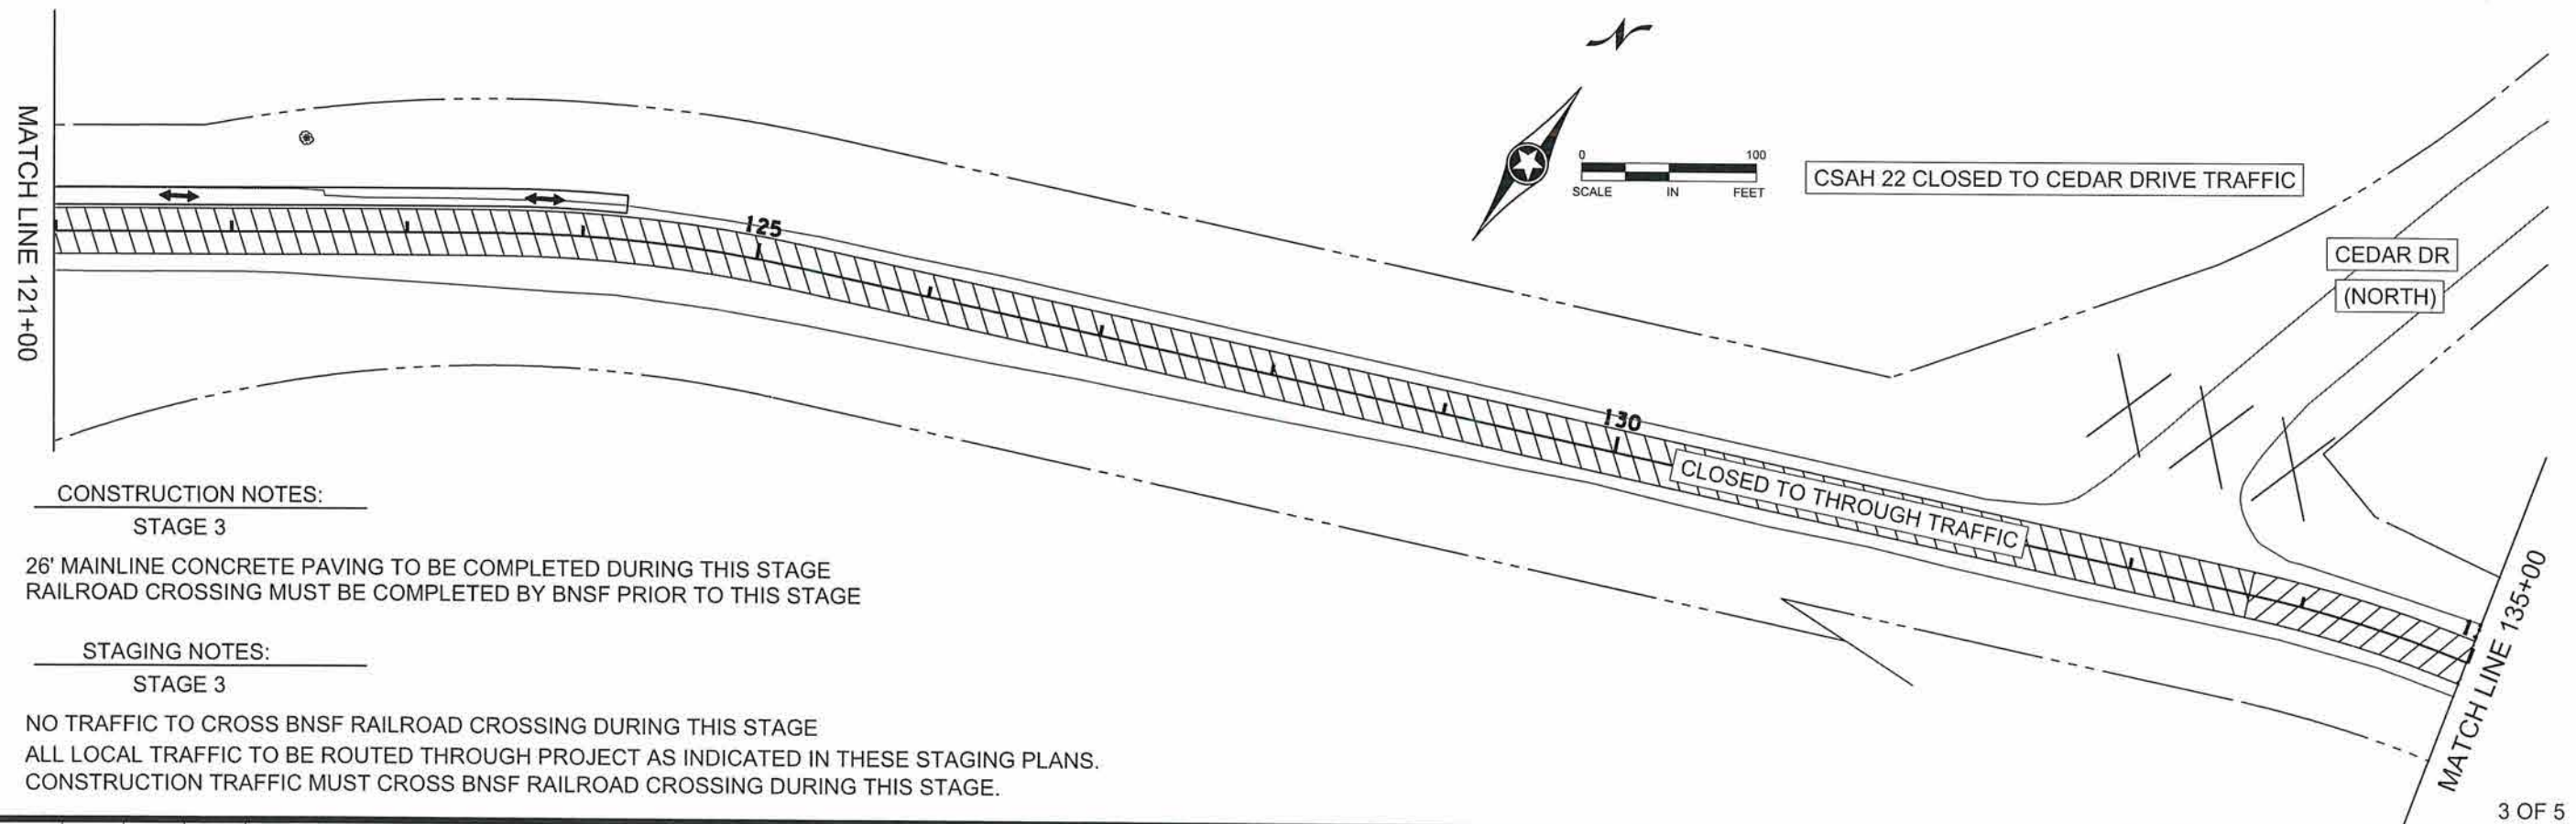 MATCH LINE 121+00
N
0 100
SCALE IN FEET
CSAH 22 CLOSED TO CEDAR DRIVE TRAFFIC
CEDAR DR
(NORTH)
125
130
CLOSED TO THROUGH TRAFFIC
MATCH LINE 135+00
CONSTRUCTION NOTES:
STAGE 3
26' MAINLINE CONCRETE PAVING TO BE COMPLETED DURING THIS STAGE
RAILROAD CROSSING MUST BE COMPLETED BY BNSF PRIOR TO THIS STAGE
STAGING NOTES:
STAGE 3
NO TRAFFIC TO CROSS BNSF RAILROAD CROSSING DURING THIS STAGE
ALL LOCAL TRAFFIC TO BE ROUTED THROUGH PROJECT AS INDICATED IN THESE STAGING PLANS.
CONSTRUCTION TRAFFIC MUST CROSS BNSF RAILROAD CROSSING DURING THIS STAGE.
3 OF 5